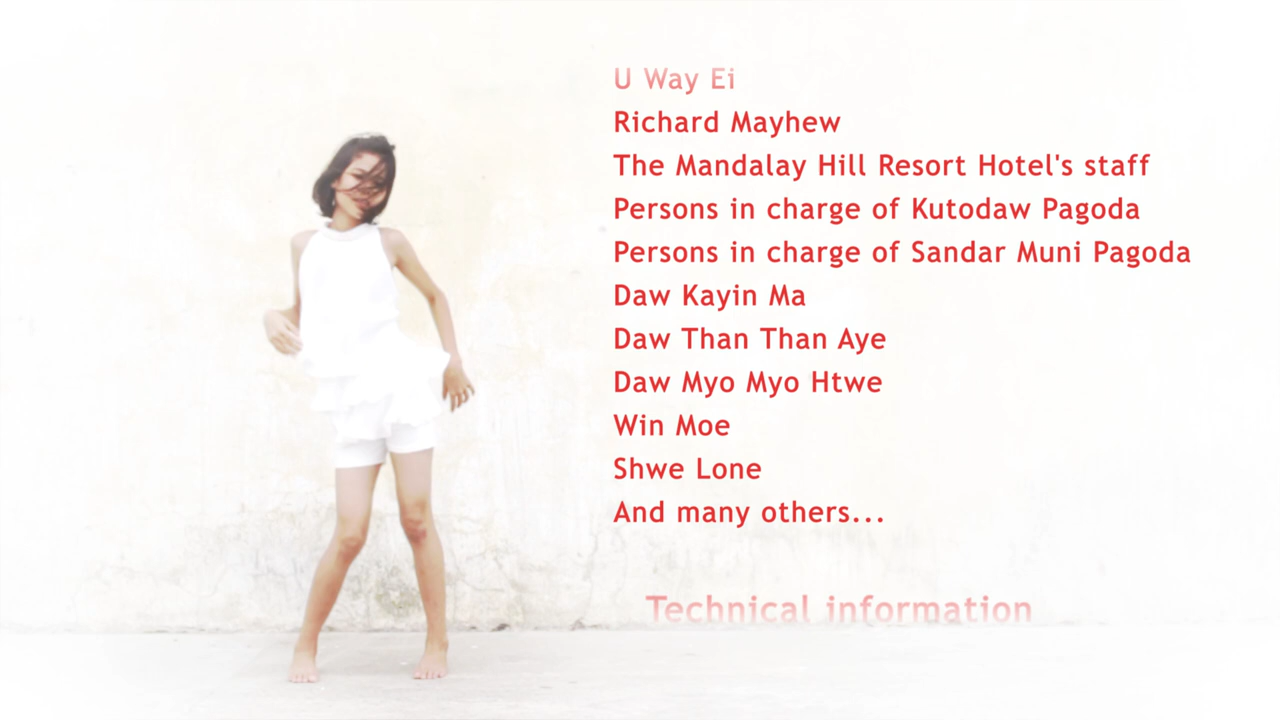 U Way Ei
Richard Mayhew
The Mandalay Hill Resort Hotel's staff
Persons in charge of Kutodaw Pagoda
Persons in charge of Sandar Muni Pagoda
Daw Kayin Ma
Daw Than Than Aye
Daw Myo Myo Htwe
Win Moe
Shwe Lone
And many others...
Technical information